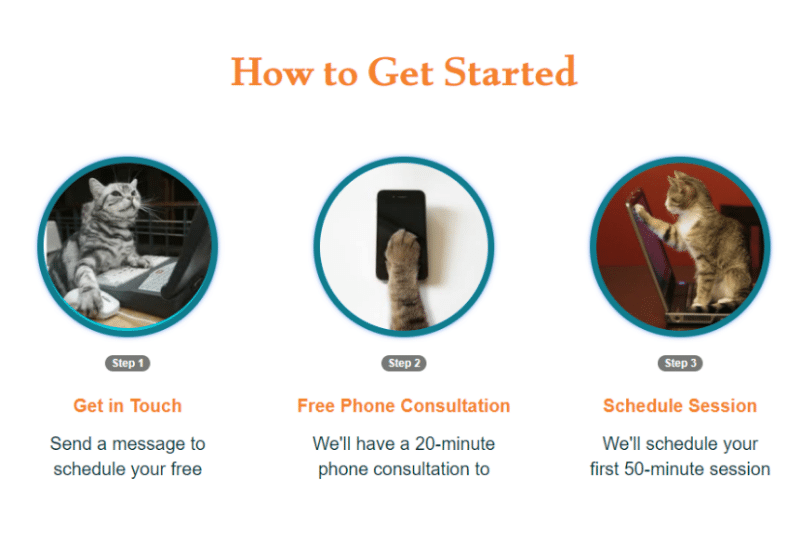 How to Get Started
Step 1
Get in Touch
Send a message to
schedule your free
Step 2
Free Phone Consultation
We'll have a 20-minute
phone consultation to
Step 3
Schedule Session
We'll schedule your
first 50-minute session